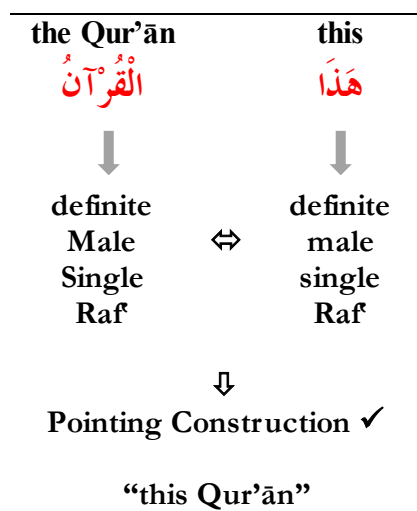 the Qur’ān this
الْقُرْآنُ هَذَا
definite definite
Male ⇔ male
Single single
Rafʿ Rafʿ
⇩
Pointing Construction ✓
“this Qur’ān”